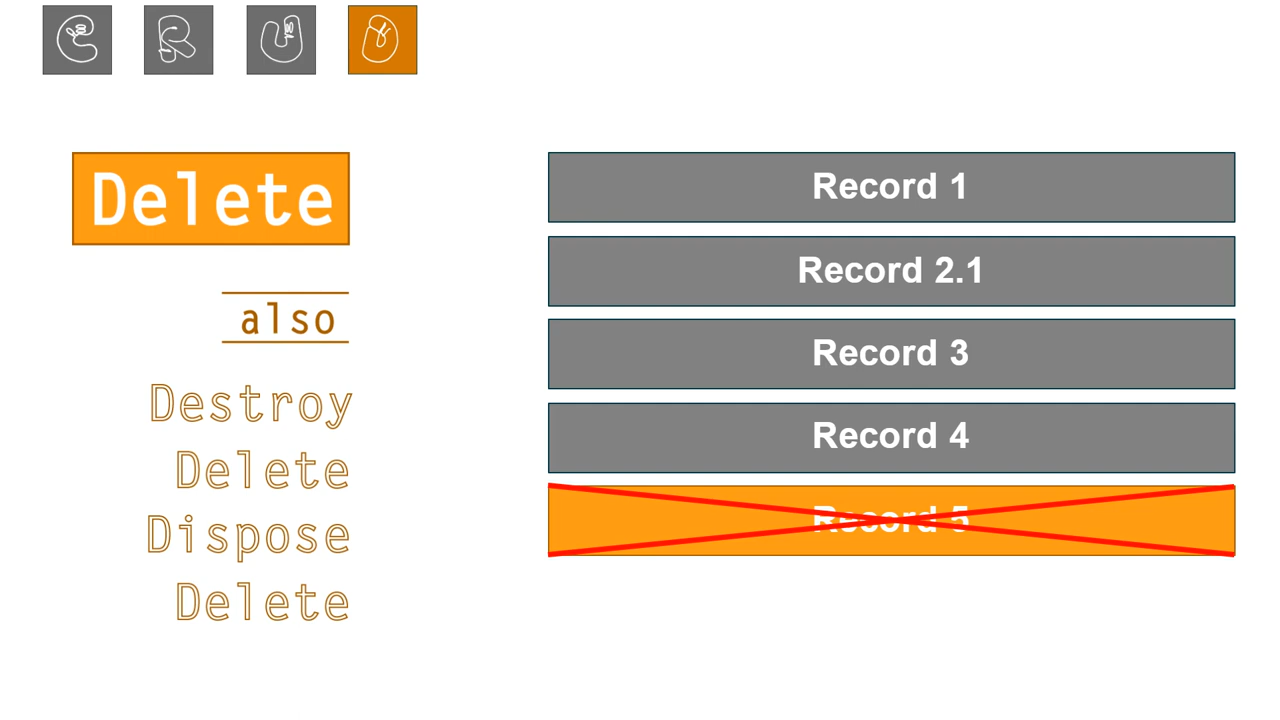 C R U D
Delete
also
Destroy
Delete
Dispose
Delete
Record 1
Record 2.1
Record 3
Record 4
Record 5